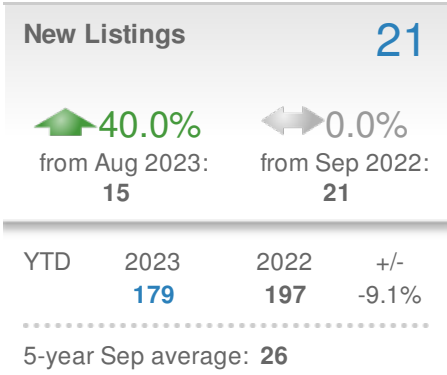 New Listings 21
40.0% 0.0%
from Aug 2023: from Sep 2022:
15 21
YTD 2023 2022 +/-
179 197 -9.1%
5-year Sep average: 26